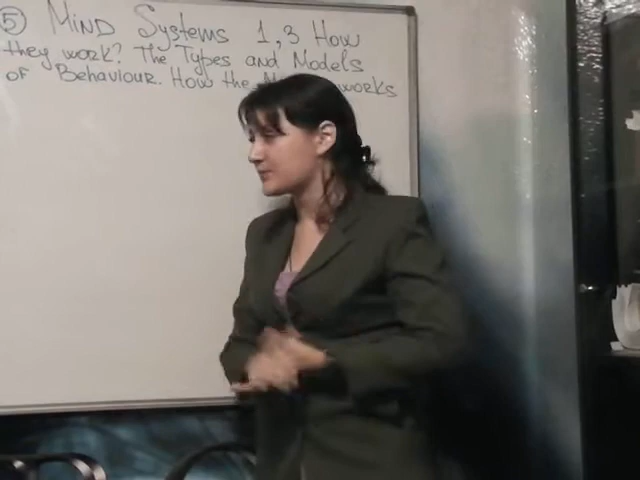 ⑤ Mind Systems 1,3 How
they work? The Types and Models
of Behaviour. How the works